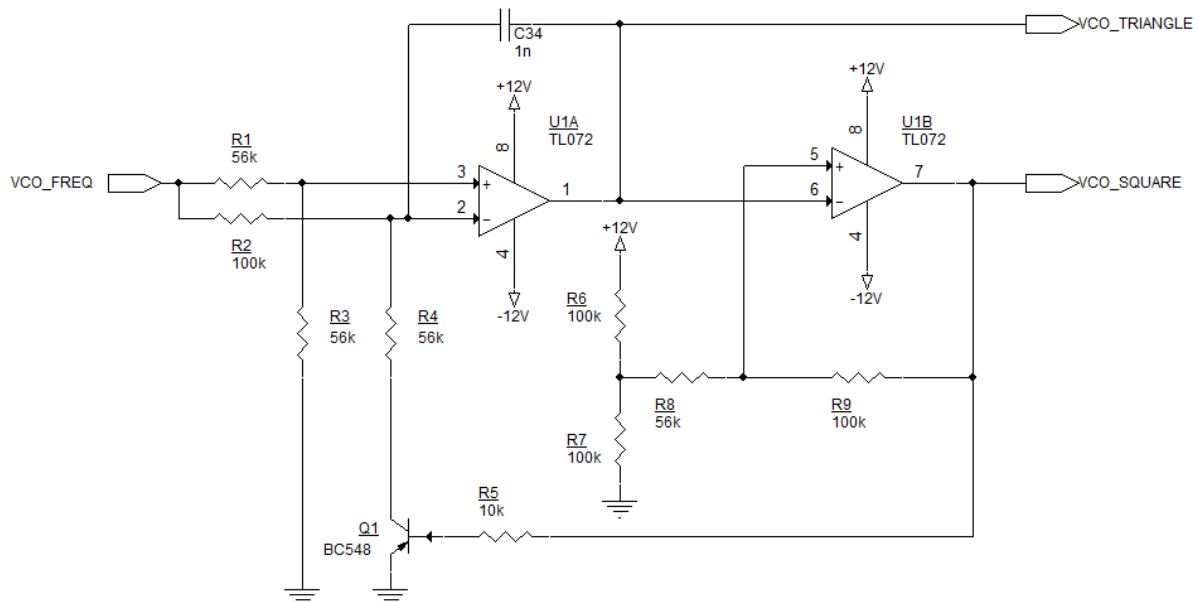 C34
1n
VCO_TRIANGLE
+12V
U1A
TL072
8
+12V
U1B
TL072
8
R1
56k
VCO_FREQ
3
+
2
−
1
4
-12V
R2
100k
5
+
6
−
7
VCO_SQUARE
4
-12V
+12V
R3
56k
R4
56k
R6
100k
R8
56k
R9
100k
R7
100k
R5
10k
Q1
BC548